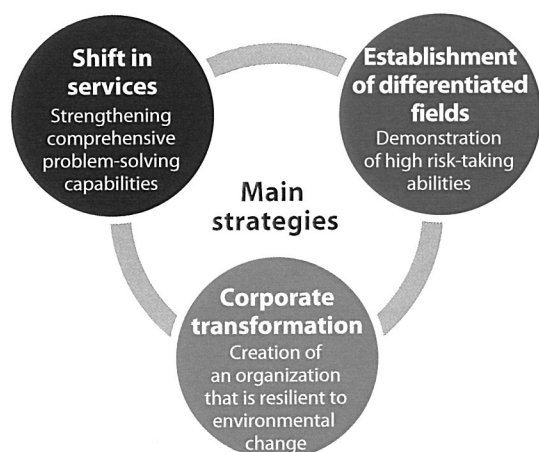 Shift in
services
Strengthening
comprehensive
problem-solving
capabilities
Establishment
of differentiated
fields
Demonstration
of high risk-taking
abilities
Main
strategies
Corporate
transformation
Creation of
an organization
that is resilient to
environmental
change